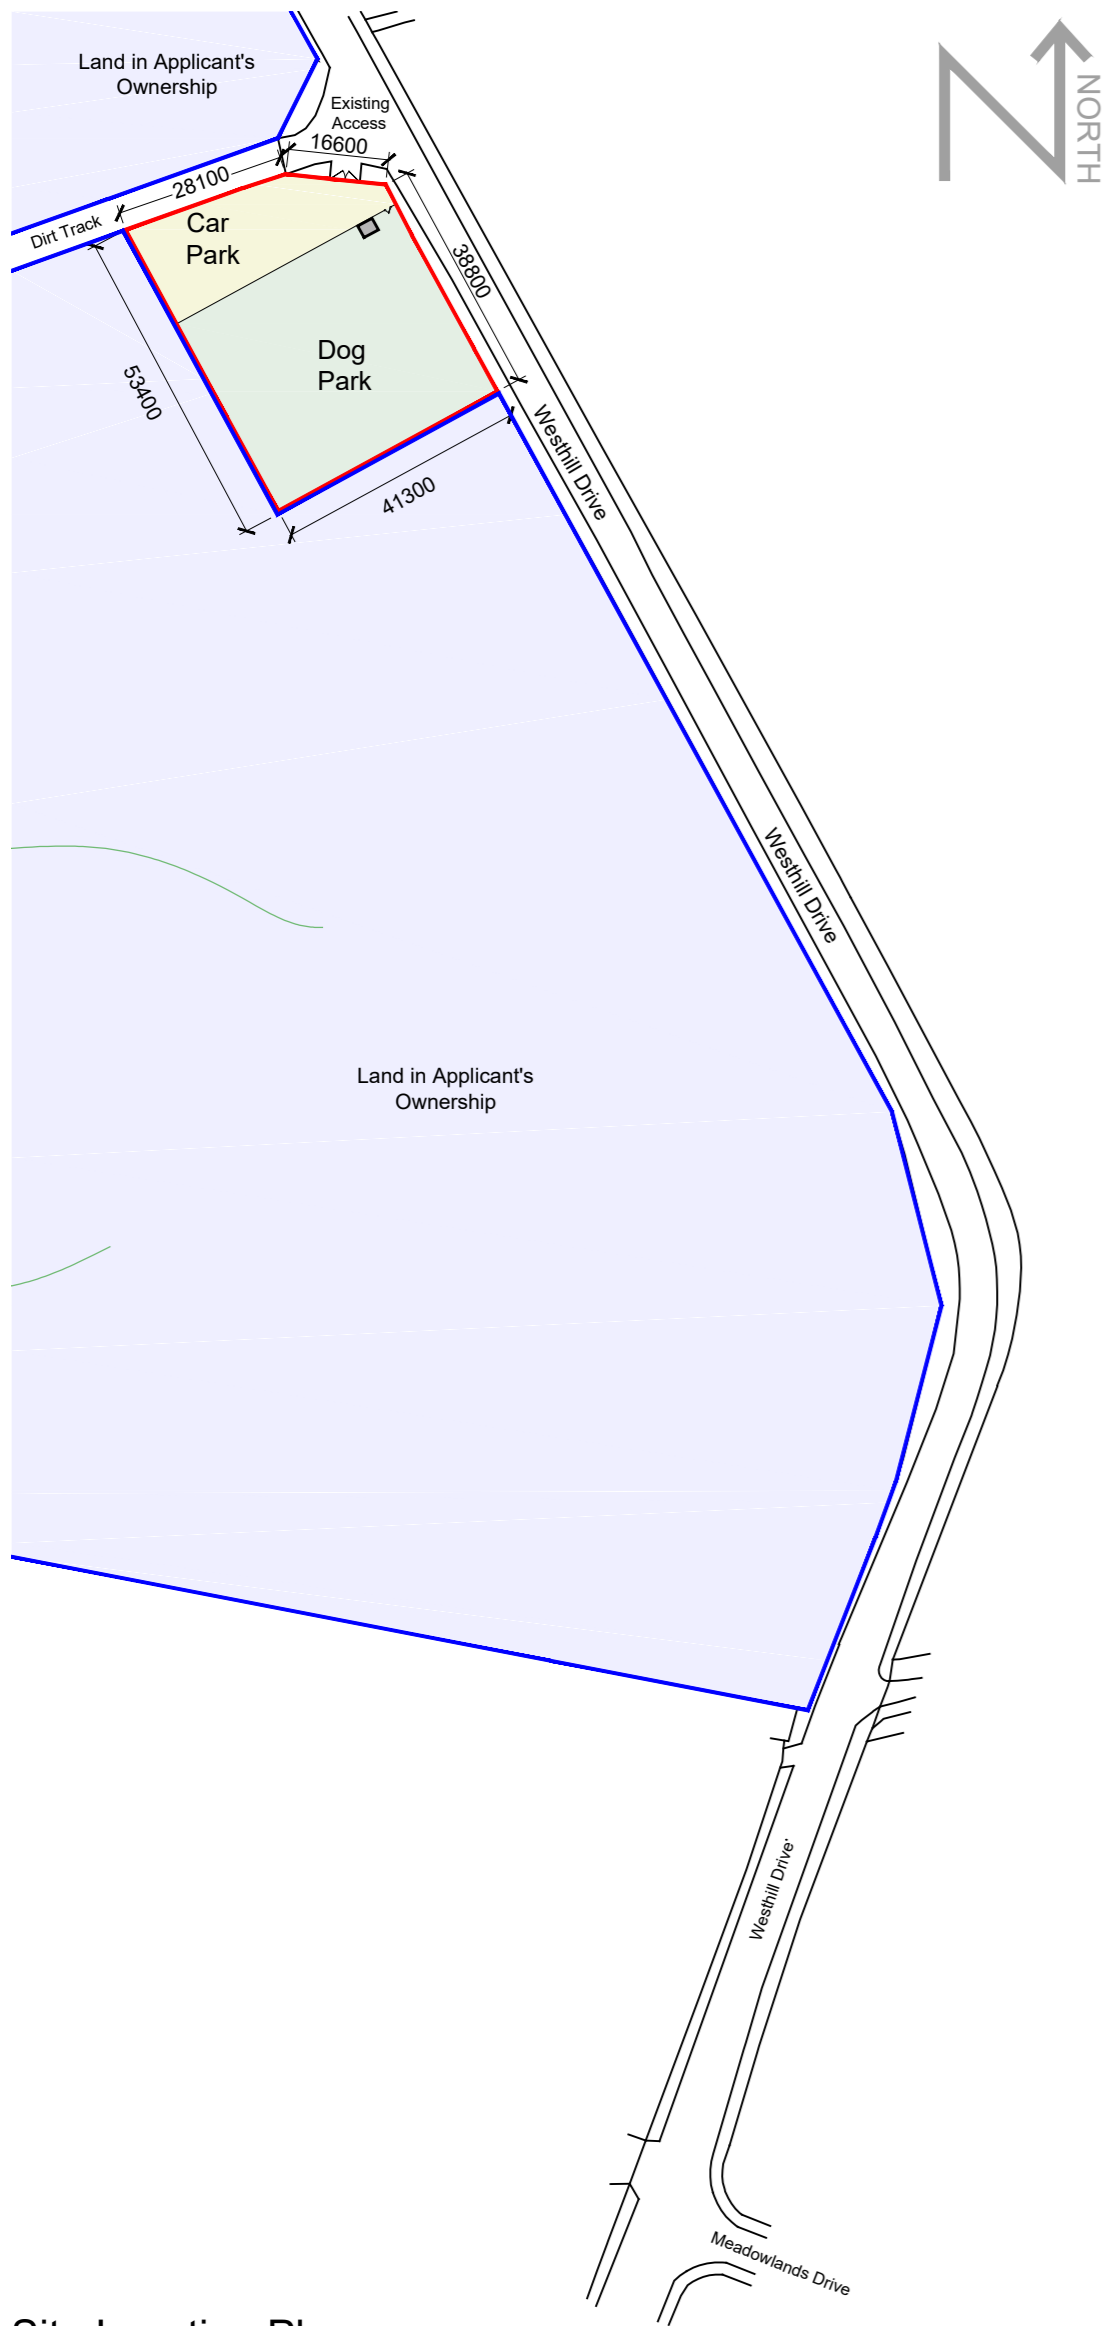 Land in Applicant's
Ownership
NORTH
Existing
Access
16600
28100
Car
Park
Dirt Track
38800
Dog
Park
53400
41300
Westhill Drive
Westhill Drive
Land in Applicant's
Ownership
Westhill Drive
Meadowlands Drive